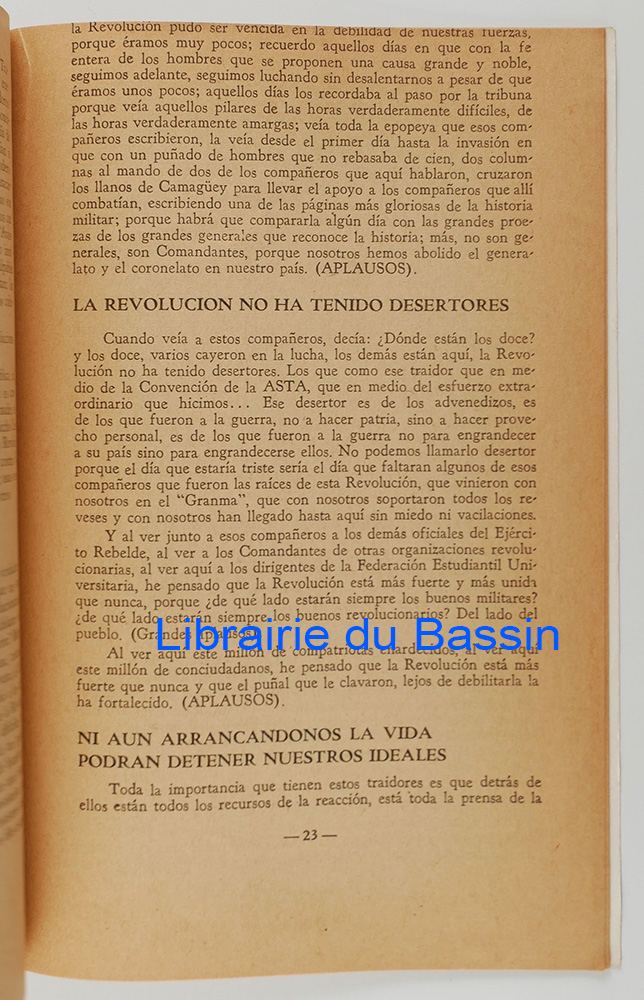 la Revolución pudo ser vencida en la debilidad de nuestras fuerzas,
porque éramos muy pocos; recuerdo aquellos días en que con la fe
entera de los hombres que se proponen una causa grande y noble,
seguimos adelante, seguimos luchando sin desalentarnos a pesar de que
éramos unos pocos; aquellos días los recordaba al paso por la tribuna
porque veía aquellos pilares de las horas verdaderamente difíciles, de
las horas verdaderamente amargas; veía toda la epopeya que esos com-
pañeros escribieron, la veía desde el primer día hasta la invasión en
que con un puñado de hombres que no rebasaba de cien, dos colum-
nas al mando de dos de los compañeros que aquí hablaron, cruzaron
los llanos de Camagüey para llevar el apoyo a los compañeros que allí
combatían, escribiendo una de las páginas más gloriosas de la historia
militar; porque habrá que compararla algún día con las grandes proe-
zas de los grandes generales que reconoce la historia; más, no son ge-
nerales, son Comandantes, porque nosotros hemos abolido el genera-
lato y el coronelato en nuestro país. (APLAUSOS).
LA REVOLUCION NO HA TENIDO DESERTORES
Cuando veía a estos compañeros, decía: ¿Dónde están los doce?
y los doce, varios cayeron en la lucha, los demás están aquí, la Revo-
lución no ha tenido desertores. Los que como ese traidor que en me-
dio de la Convención de la ASTA, que en medio del esfuerzo extra-
ordinario que hicimos... Ese desertor es de los advenedizos, es
de los que fueron a la guerra, no a hacer patria, sino a hacer prove-
cho personal, es de los que fueron a la guerra no para engrandecer
a su país sino para engrandecerse ellos. No podemos llamarlo desertor
porque el día que estaría triste sería el día que faltaran algunos de esos
compañeros que fueron las raíces de esta Revolución, que vinieron con
nosotros en el "Granma", que con nosotros soportaron todos los re-
veses y con nosotros han llegado hasta aquí sin miedo ni vacilaciones.
Y al ver junto a esos compañeros a los demás oficiales del Ejérci-
to Rebelde, al ver a los Comandantes de otras organizaciones revolu-
cionarias, al ver aquí a los dirigentes de la Federación Estudiantil Uni-
versitaria, he pensado que la Revolución está más fuerte y más unida
que nunca, porque ¿de qué lado estarán siempre los buenos militares?
¿de qué lado estarán siempre los buenos revolucionarios? Del lado del
pueblo. (Grandes Aplausos).
Librairie du Bassin
Al ver aquí este millón de compatriotas enardecidos, al ver aquí
este millón de conciudadanos, he pensado que la Revolución está más
fuerte que nunca y que el puñal que le clavaron, lejos de debilitarla la
ha fortalecido. (APLAUSOS).
NI AUN ARRANCANDONOS LA VIDA
PODRAN DETENER NUESTROS IDEALES
Toda la importancia que tienen estos traidores es que detrás de
ellos están todos los recursos de la reacción, está toda la prensa de la
— 23 —